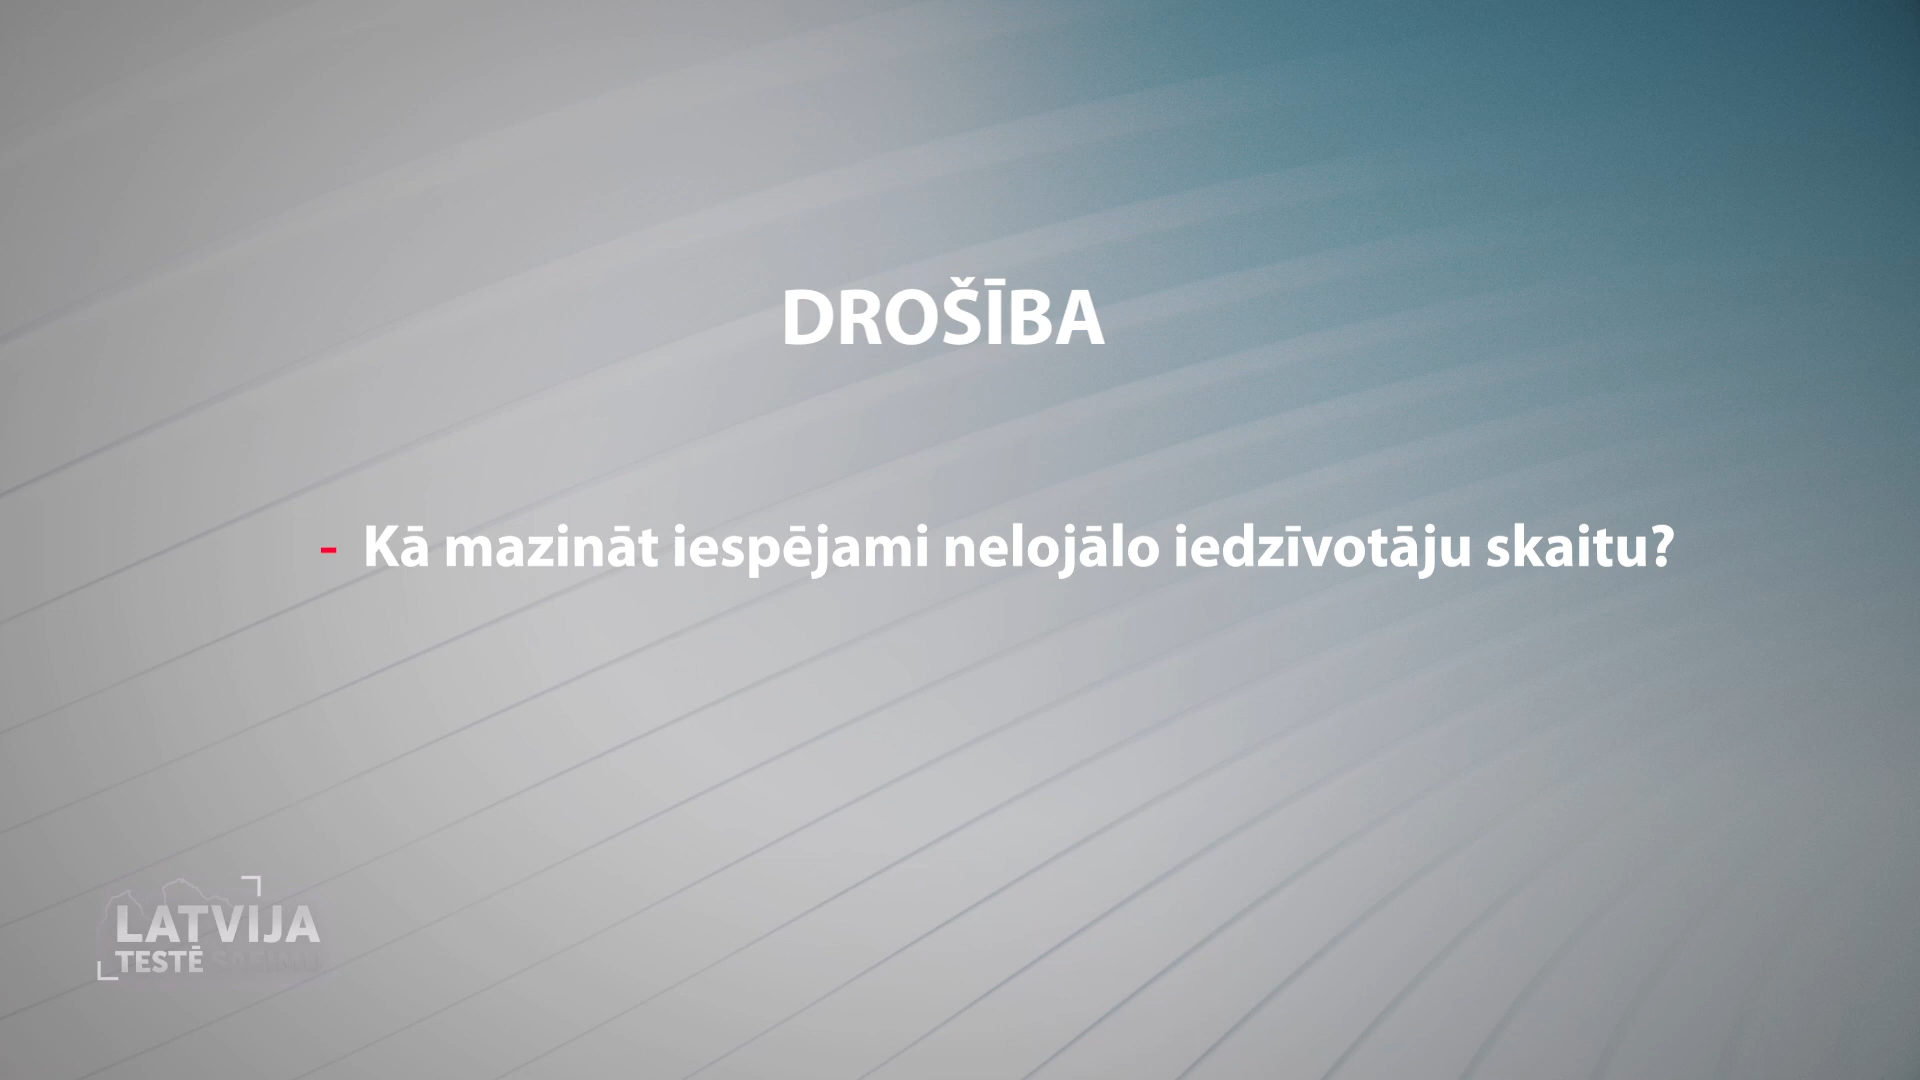 DROŠĪBA
- Kā mazināt iespējami nelojālo iedzīvotāju skaitu?
LATVIJA
TESTĒ